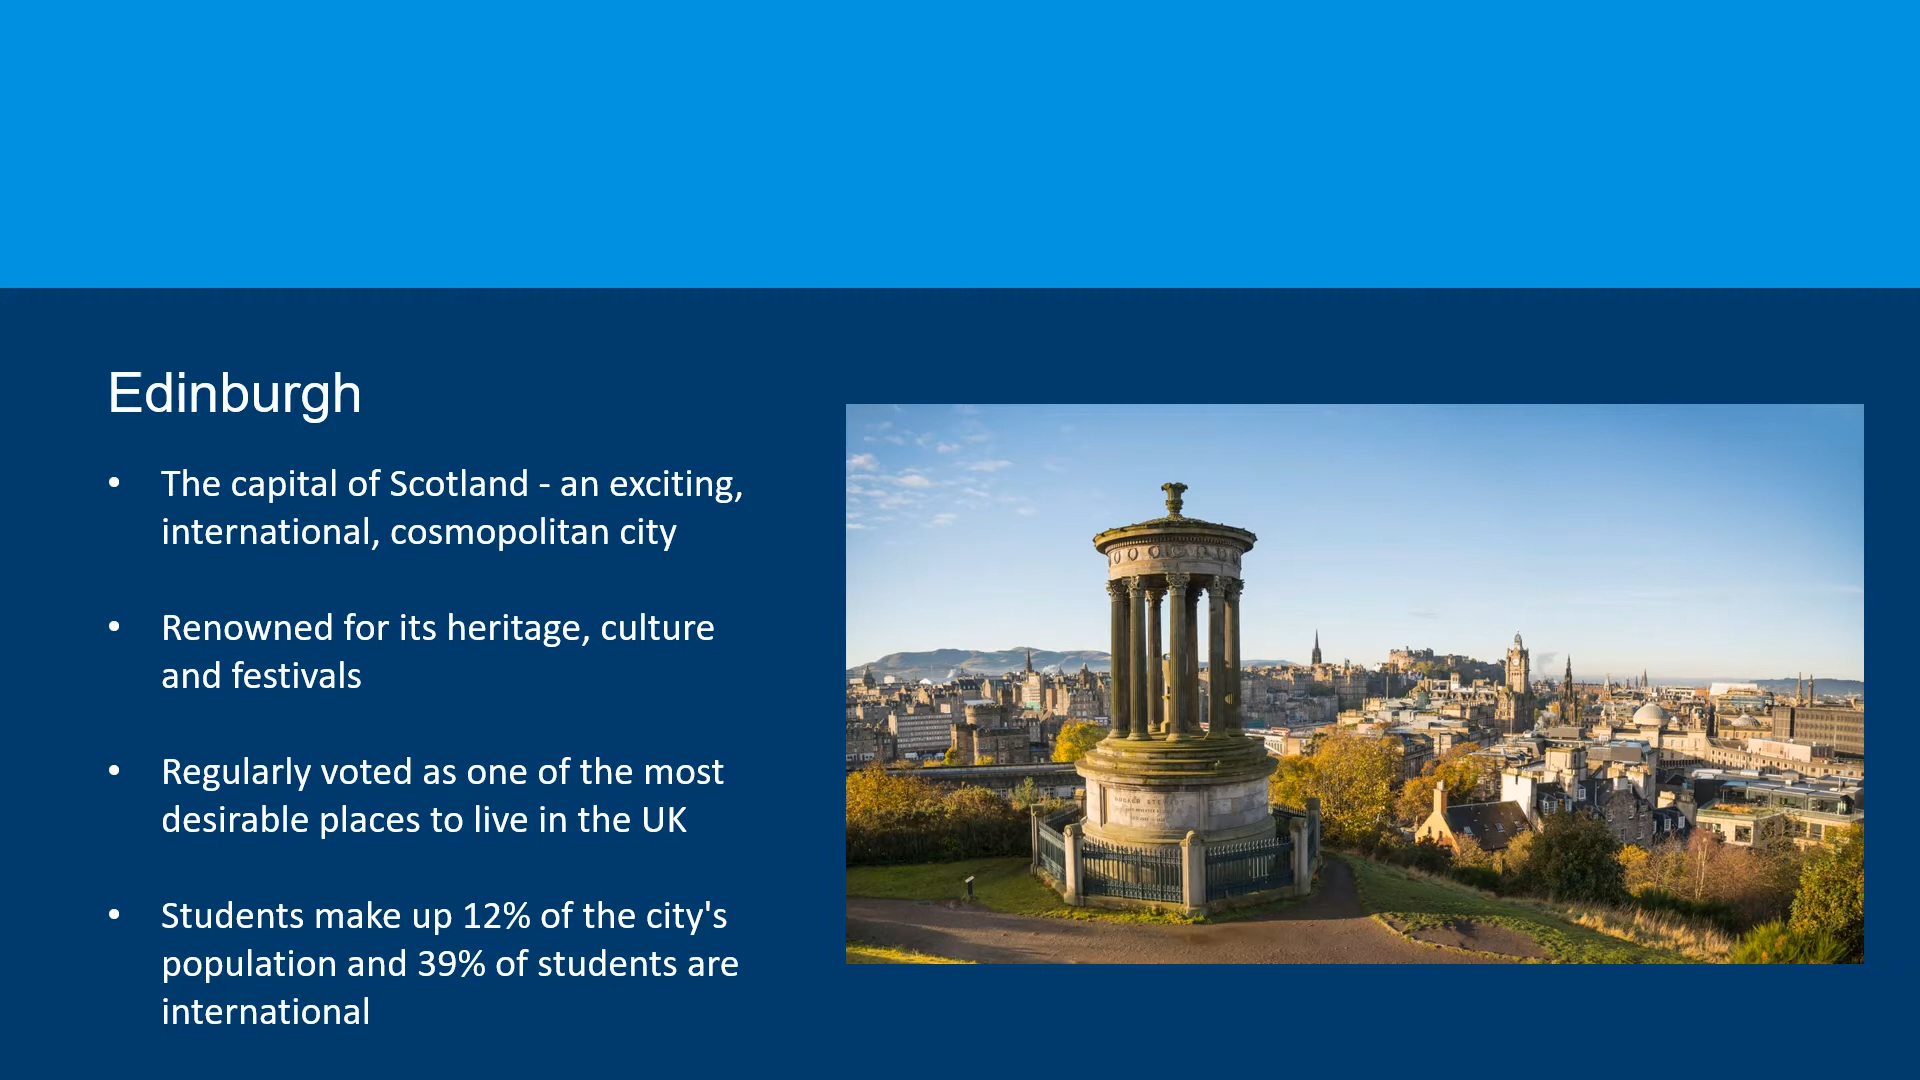 Edinburgh
• The capital of Scotland - an exciting,
international, cosmopolitan city
• Renowned for its heritage, culture
and festivals
• Regularly voted as one of the most
desirable places to live in the UK
• Students make up 12% of the city's
population and 39% of students are
international